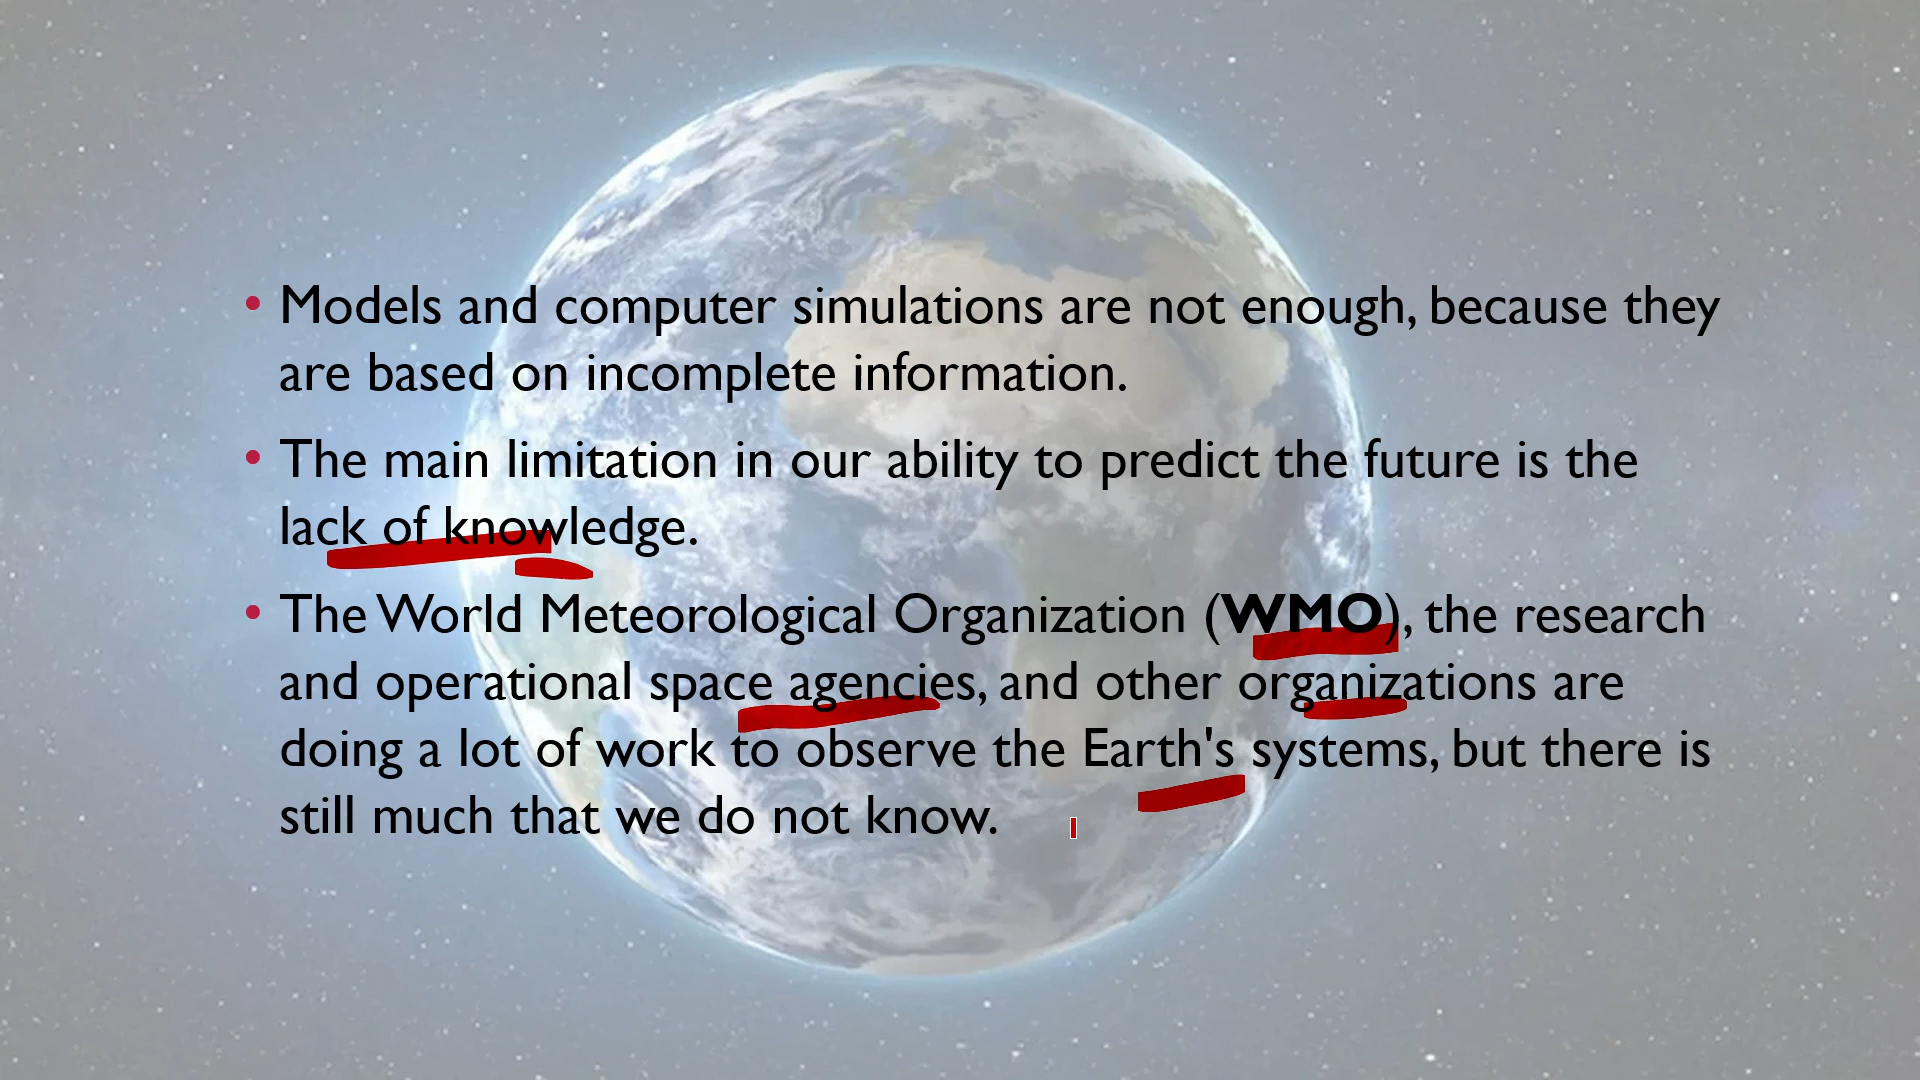 • Models and computer simulations are not enough, because they
are based on incomplete information.
• The main limitation in our ability to predict the future is the
lack of knowledge.
• The World Meteorological Organization (WMO), the research
and operational space agencies, and other organizations are
doing a lot of work to observe the Earth's systems, but there is
still much that we do not know.